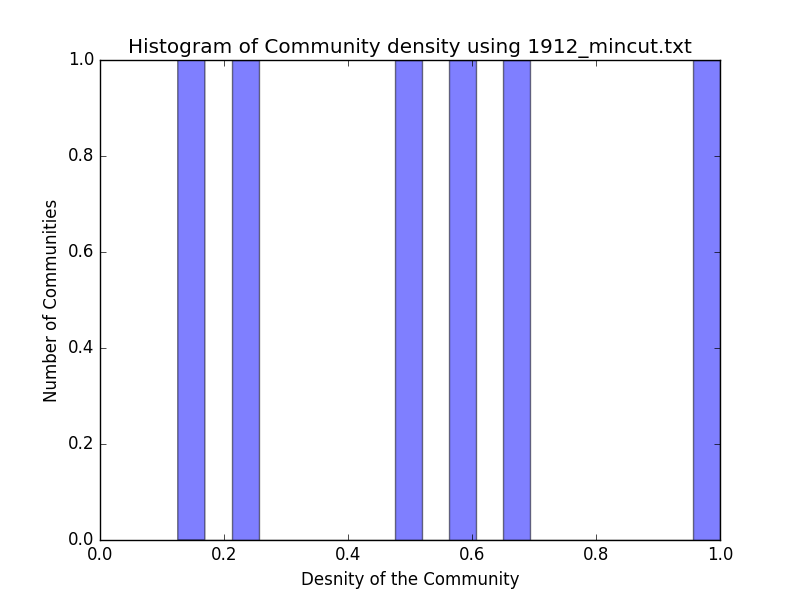 Histogram of Community density using 1912_mincut.txt
1.0
0.8
0.6
0.4
0.2
0.0
Number of Communities
0.0 0.2 0.4 0.6 0.8 1.0
Desnity of the Community